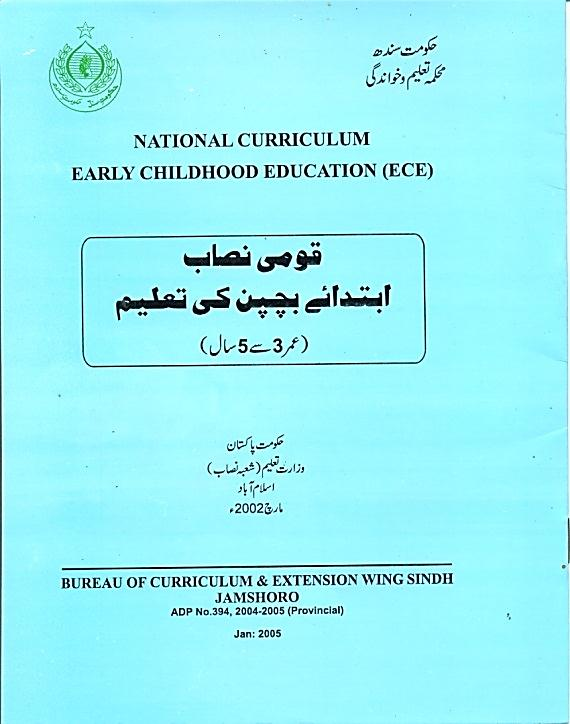 حکومت سندھ
محکمہ تعلیم و خواندگی
NATIONAL CURRICULUM
EARLY CHILDHOOD EDUCATION (ECE)
قومی نصاب
ابتدائے بچپن کی تعلیم
(عمر 3 سے 5 سال)
حکومت پاکستان
وزارت تعلیم (شعبہ نصاب)
اسلام آباد
مارچ 2002ء
BUREAU OF CURRICULUM & EXTENSION WING SINDH
JAMSHORO
ADP No.394, 2004-2005 (Provincial)
Jan: 2005